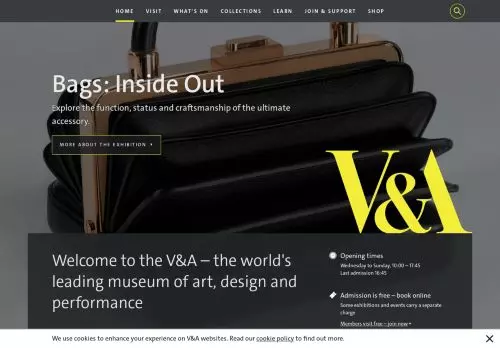 HOME VISIT WHAT'S ON COLLECTIONS LEARN JOIN & SUPPORT SHOP
Bags: Inside Out
Explore the function, status and craftsmanship of the ultimate
accessory.
MORE ABOUT THE EXHIBITION
V&A
Welcome to the V&A – the world's
leading museum of art, design and
performance
Opening times
Wednesday to Sunday, 10:00 – 17:45
Last admission 16:45
Admission is free – book online
Some exhibitions and events carry a separate
charge
Members visit free – join now
We use cookies to enhance your experience on V&A websites. Read our cookie policy to find out more.